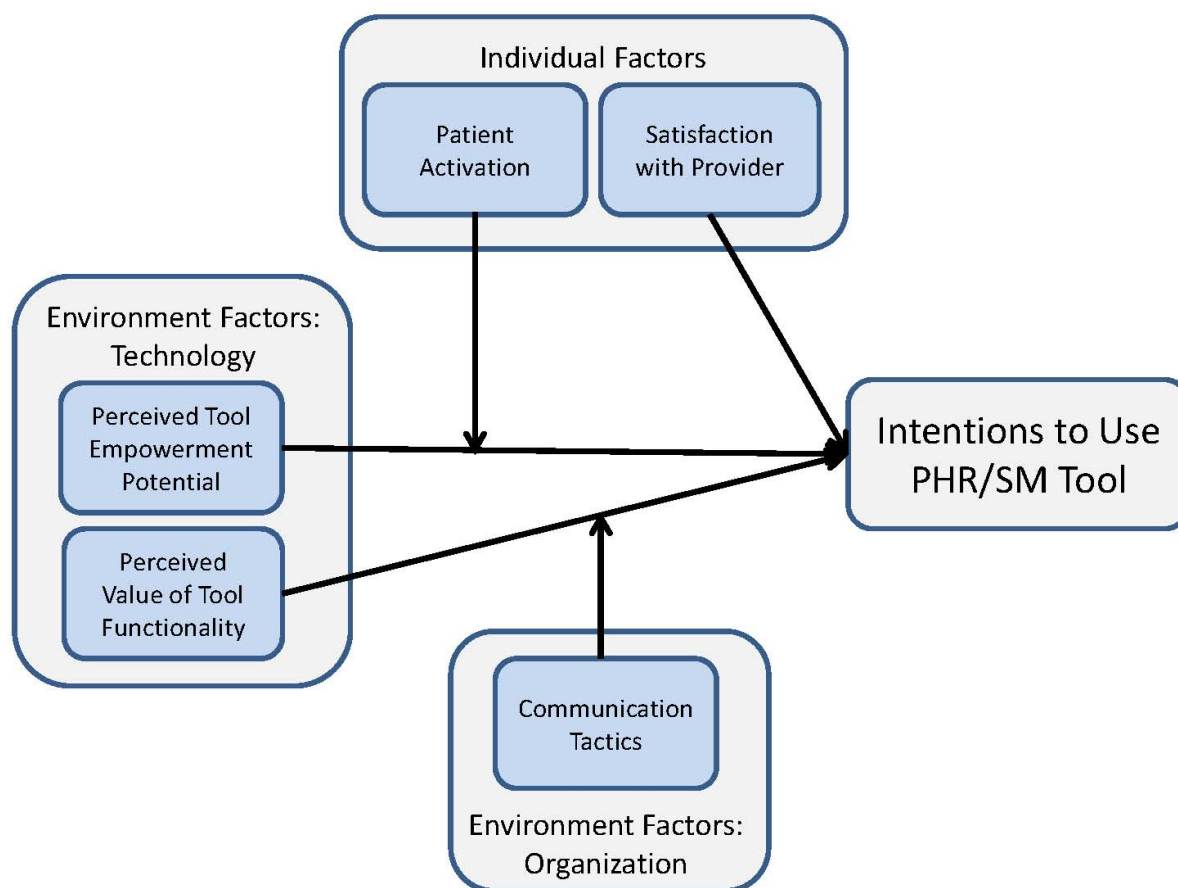 Individual Factors
Patient
Activation
Satisfaction
with Provider
Environment Factors:
Technology
Perceived Tool
Empowerment
Potential
Perceived
Value of Tool
Functionality
Intentions to Use
PHR/SM Tool
Communication
Tactics
Environment Factors:
Organization